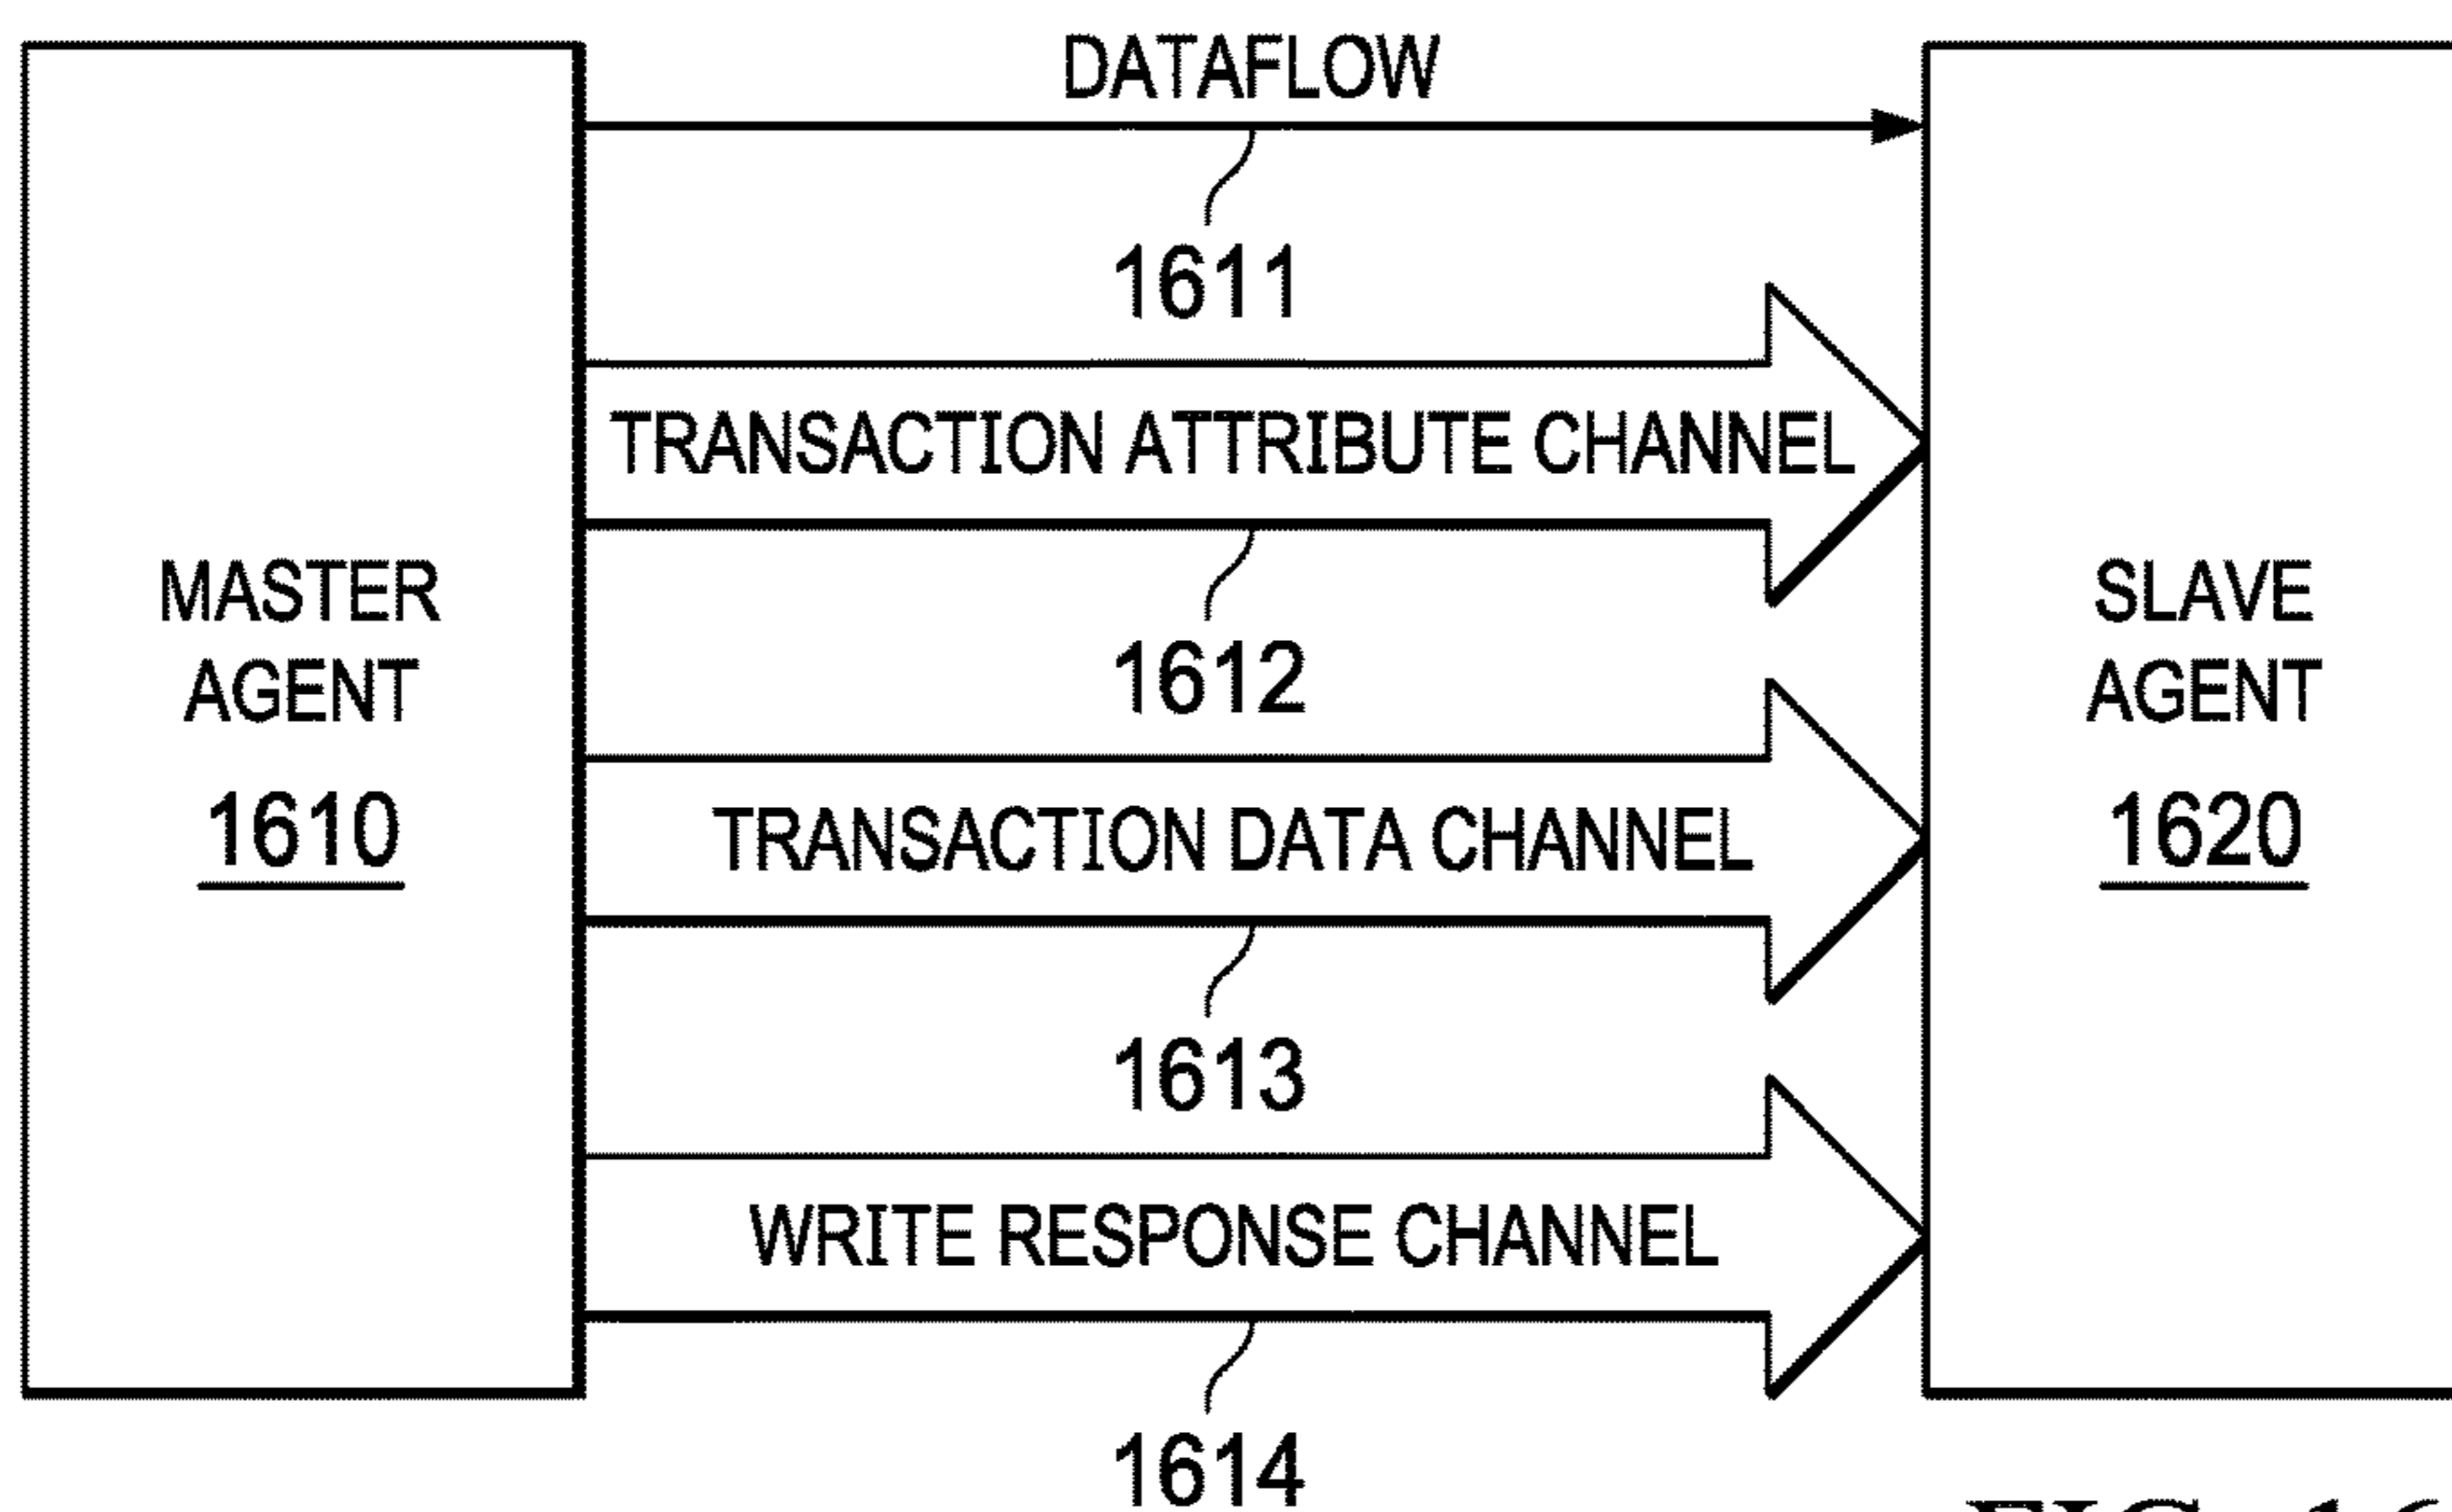 DATAFLOW
1611
TRANSACTION ATTRIBUTE CHANNEL
1612
MASTER
AGENT
1610
SLAVE
AGENT
1620
TRANSACTION DATA CHANNEL
1613
WRITE RESPONSE CHANNEL
1614